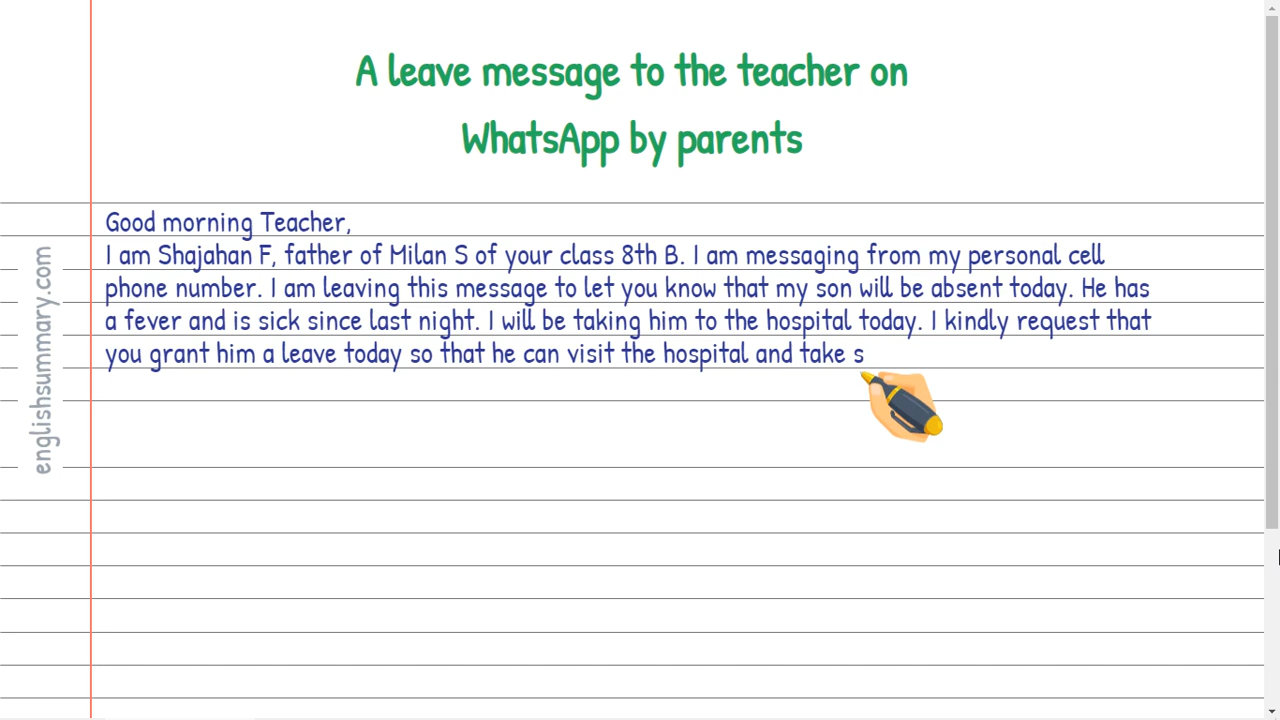 A leave message to the teacher on
WhatsApp by parents
Good morning Teacher,
I am Shajahan F, father of Milan S of your class 8th B. I am messaging from my personal cell
phone number. I am leaving this message to let you know that my son will be absent today. He has
a fever and is sick since last night. I will be taking him to the hospital today. I kindly request that
you grant him a leave today so that he can visit the hospital and take s
englishsummary.com